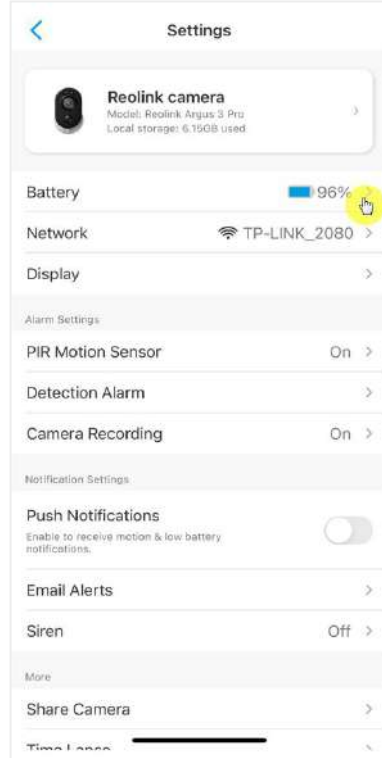 Settings
Reolink camera
Model: Reolink Argus 3 Pro
Local storage: 6.15GB used
Battery 96%
Network TP-LINK_2080
Display
Alarm Settings
PIR Motion Sensor On
Detection Alarm
Camera Recording On
Notification Settings
Push Notifications
Enable to receive motion & low battery
notifications.
Email Alerts
Siren Off
More
Share Camera
Time Lapse